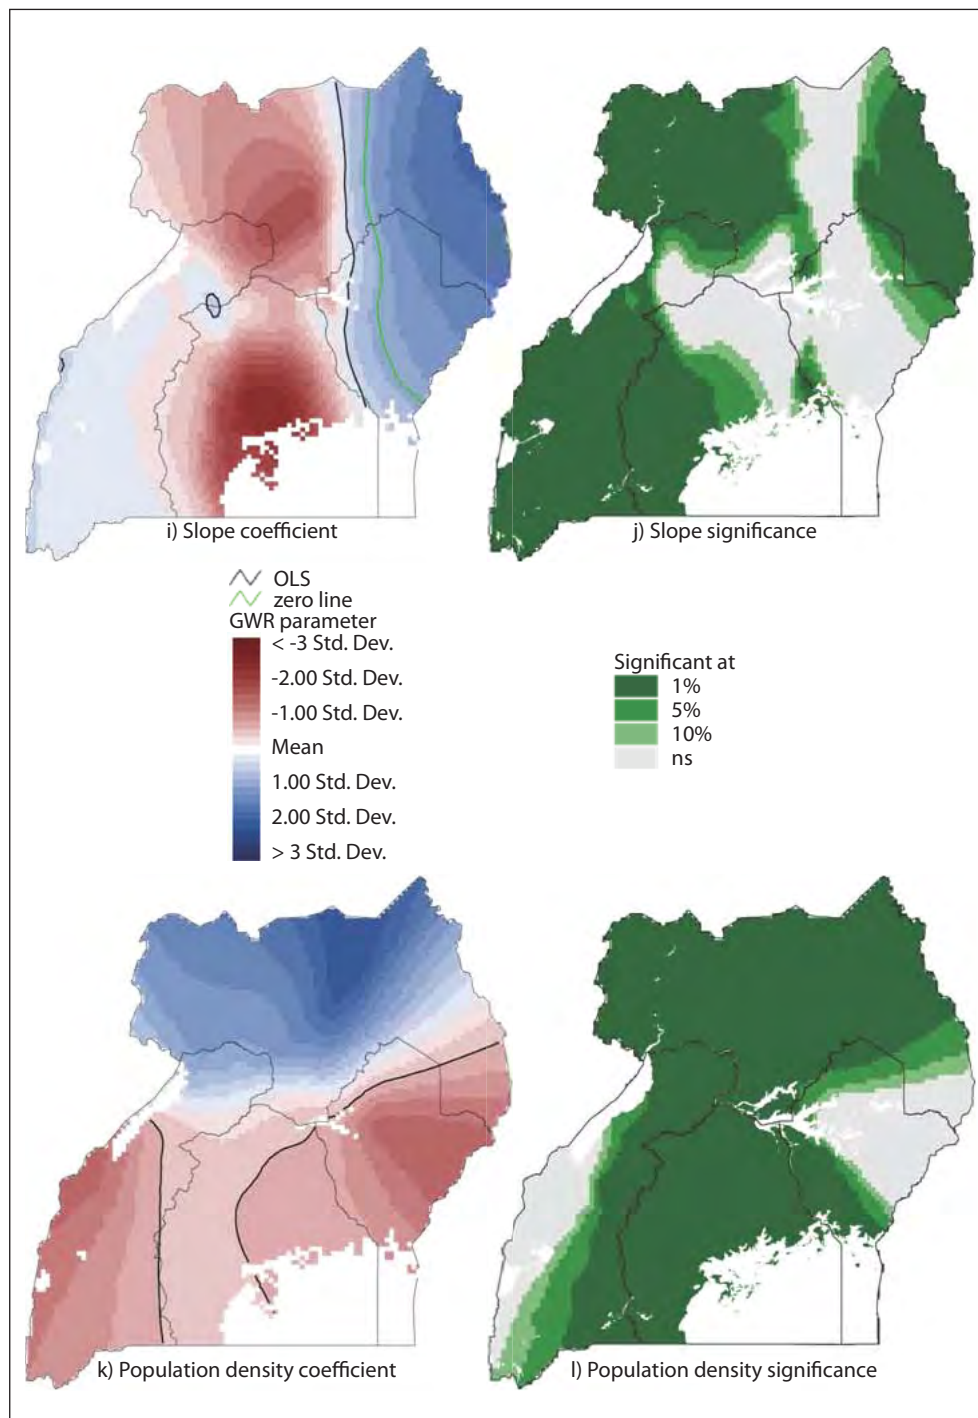 i) Slope coefficient
j) Slope significance
OLS
zero line
GWR parameter
< -3 Std. Dev.
-2.00 Std. Dev.
-1.00 Std. Dev.
Mean
1.00 Std. Dev.
2.00 Std. Dev.
> 3 Std. Dev.
Significant at
1%
5%
10%
ns
k) Population density coefficient
l) Population density significance